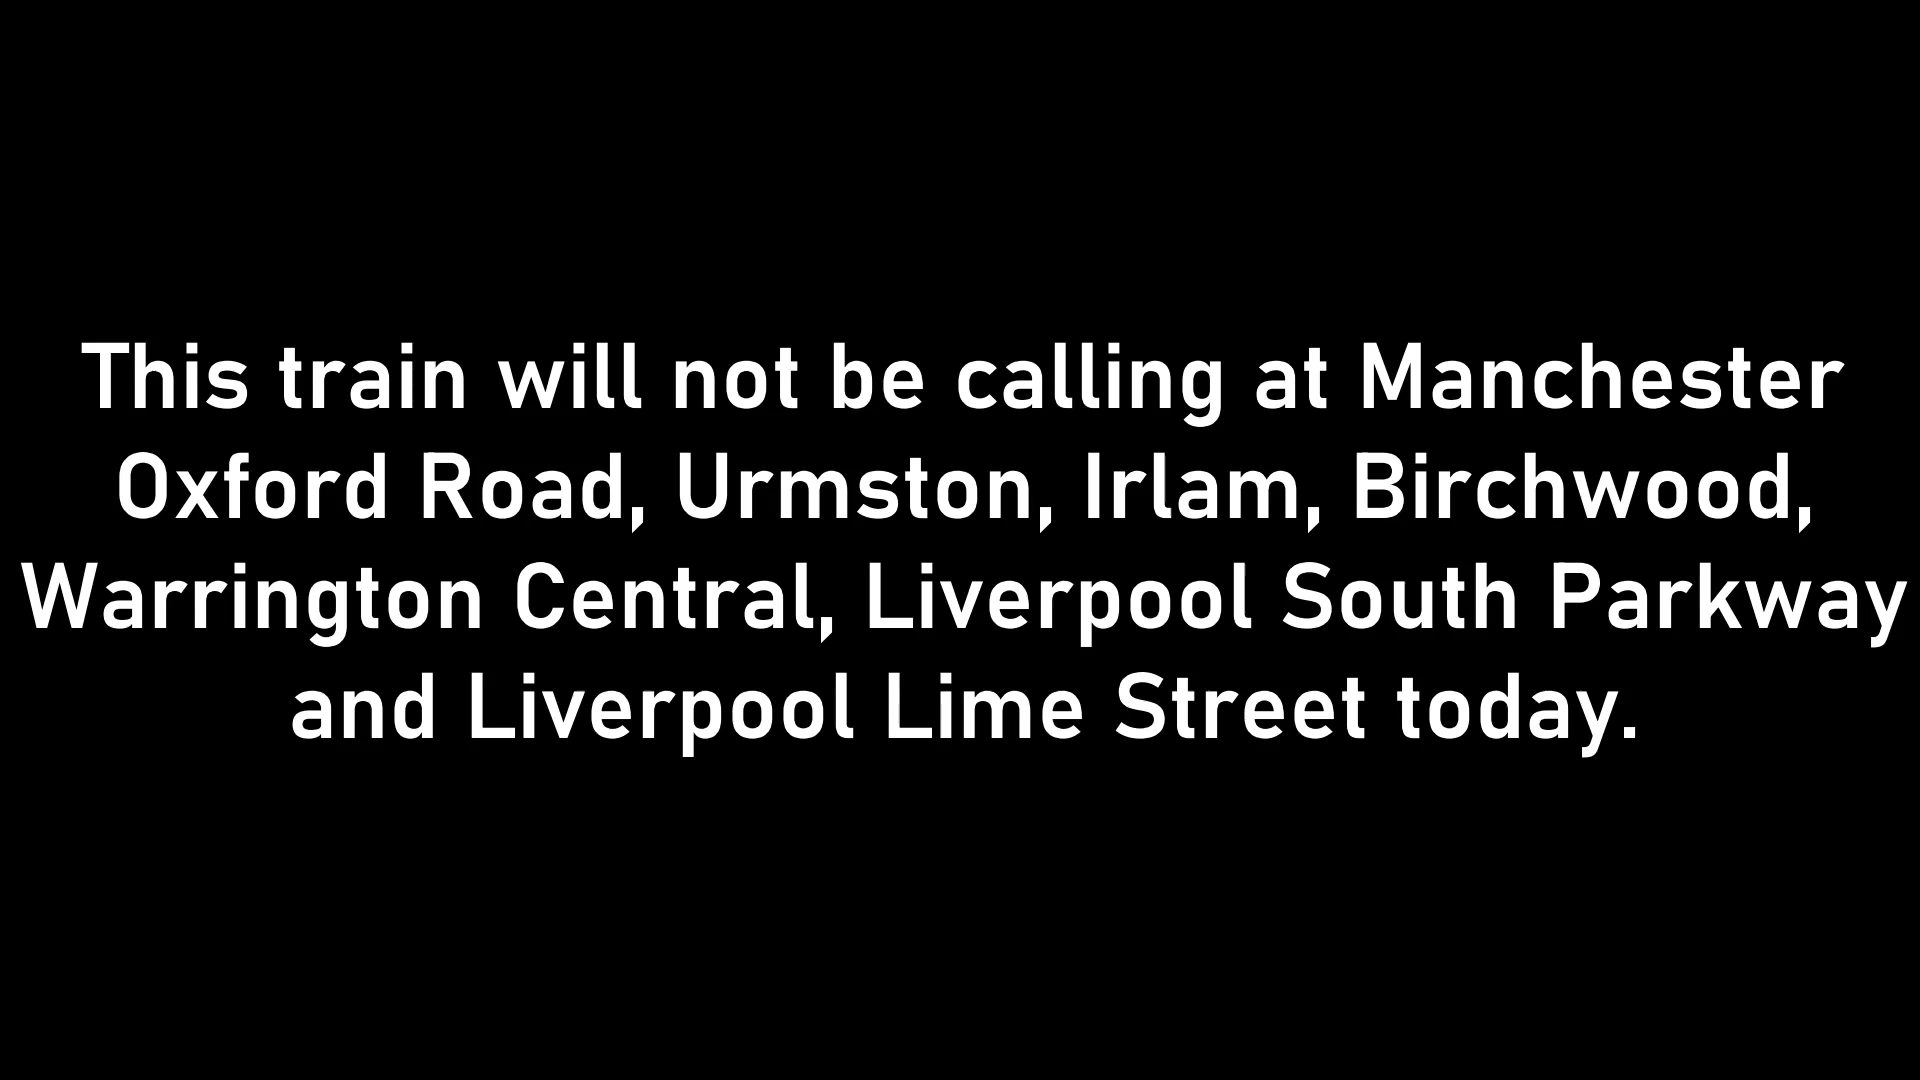 This train will not be calling at Manchester
Oxford Road, Urmston, Irlam, Birchwood,
Warrington Central, Liverpool South Parkway
and Liverpool Lime Street today.